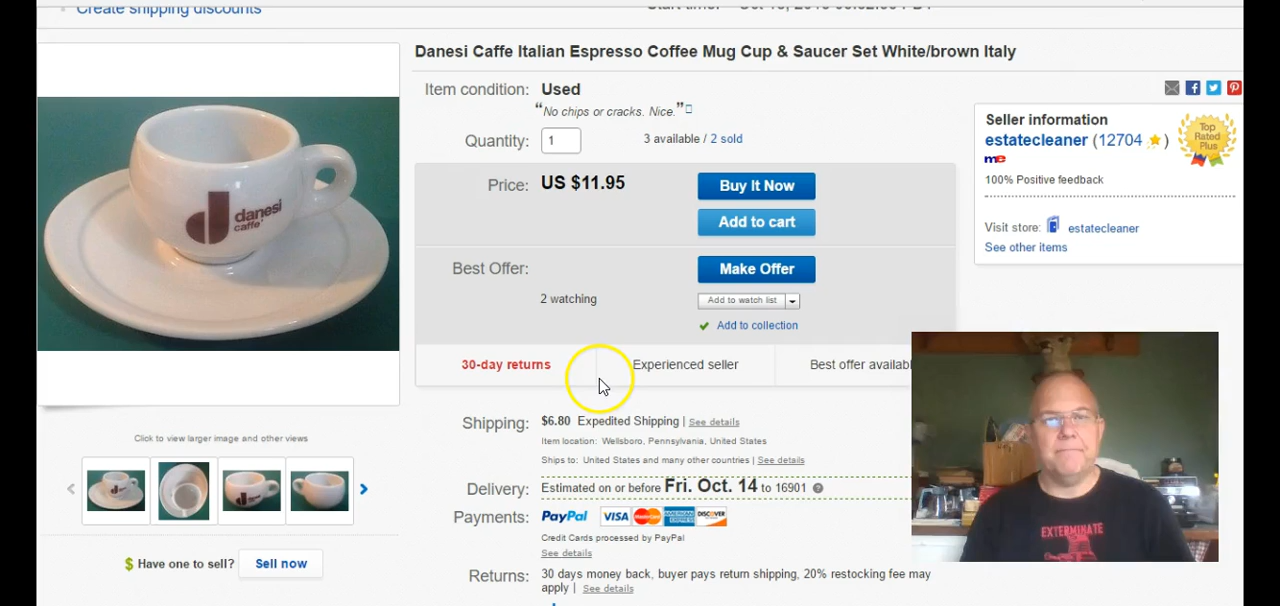 Create shipping discounts
Danesi Caffe Italian Espresso Coffee Mug Cup & Saucer Set White/brown Italy
Item condition: Used
“No chips or cracks. Nice.”
Quantity: 1 3 available / 2 sold
Price: US $11.95 Buy It Now
Add to cart
Best Offer: Make Offer
2 watching Add to watch list
Add to collection
30-day returns Experienced seller Best offer availabl
Shipping: $6.80 Expedited Shipping | See details
Item location: Wellsboro, Pennsylvania, United States
Ships to: United States and many other countries | See details
Delivery: Estimated on or before Fri. Oct. 14 to 16901 ?
Payments: PayPal VISA MasterCard AMERICAN EXPRESS DISCOVER
Credit Cards processed by PayPal
See details
Returns: 30 days money back, buyer pays return shipping, 20% restocking fee may
apply | See details
Seller information
estatecleaner (12704 )
me
100% Positive feedback
Top
Rated
Plus
Visit store: estatecleaner
See other items
d danesi
caffe
Click to view larger image and other views
$ Have one to sell? Sell now
EXTERMINATE